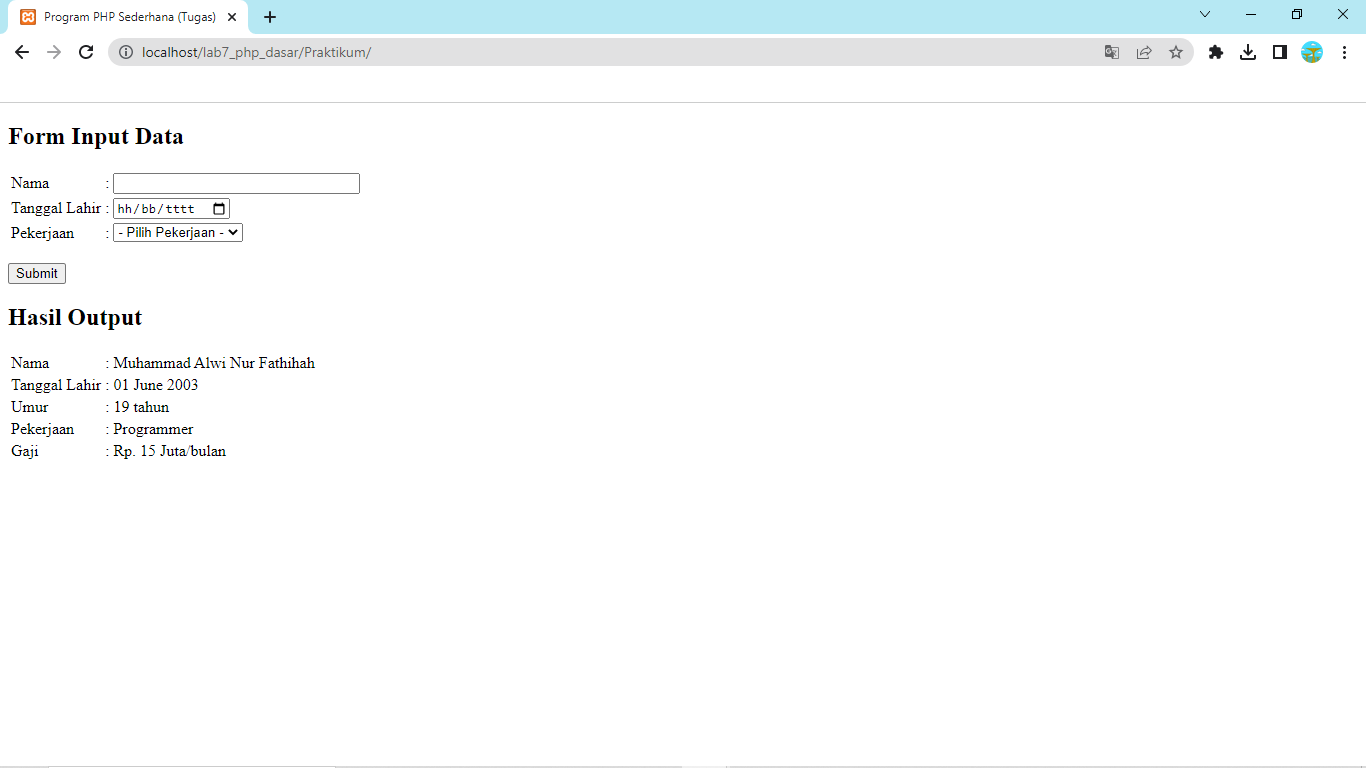 Program PHP Sederhana (Tugas)
localhost/lab7_php_dasar/Praktikum/
Form Input Data
Nama :
Tanggal Lahir : hh/bb/tttt
Pekerjaan : - Pilih Pekerjaan -
Submit
Hasil Output
Nama : Muhammad Alwi Nur Fathihah
Tanggal Lahir : 01 June 2003
Umur : 19 tahun
Pekerjaan : Programmer
Gaji : Rp. 15 Juta/bulan